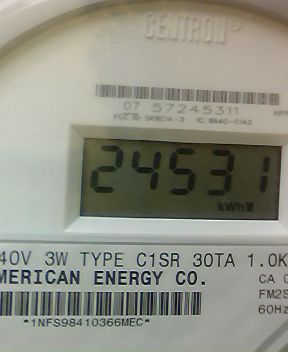 CENTRON®
07 57245311
24531
kWh
40V 3W TYPE C1SR 30TA 1.0K
MERICAN ENERGY CO.
CA
FM2S
60Hz
*1NFS98410366MEC*